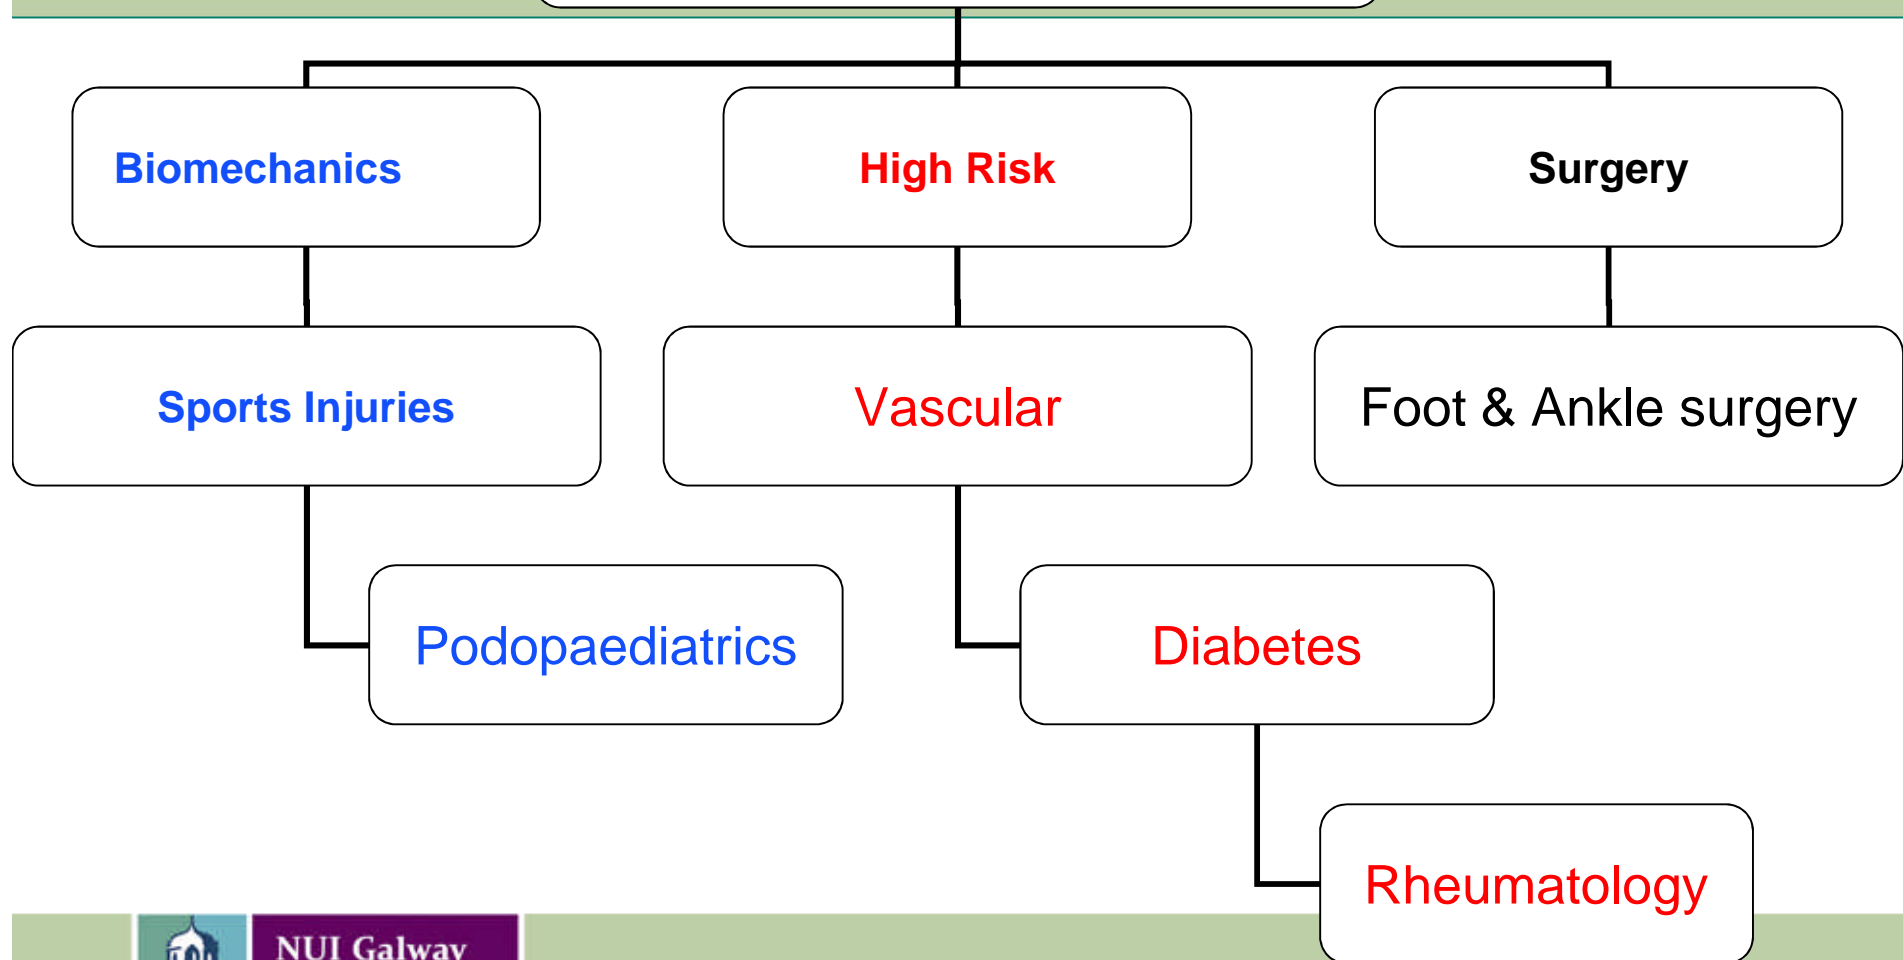 Biomechanics
High Risk
Surgery
Sports Injuries
Vascular
Foot & Ankle surgery
Podopaediatrics
Diabetes
Rheumatology
NUI Galway